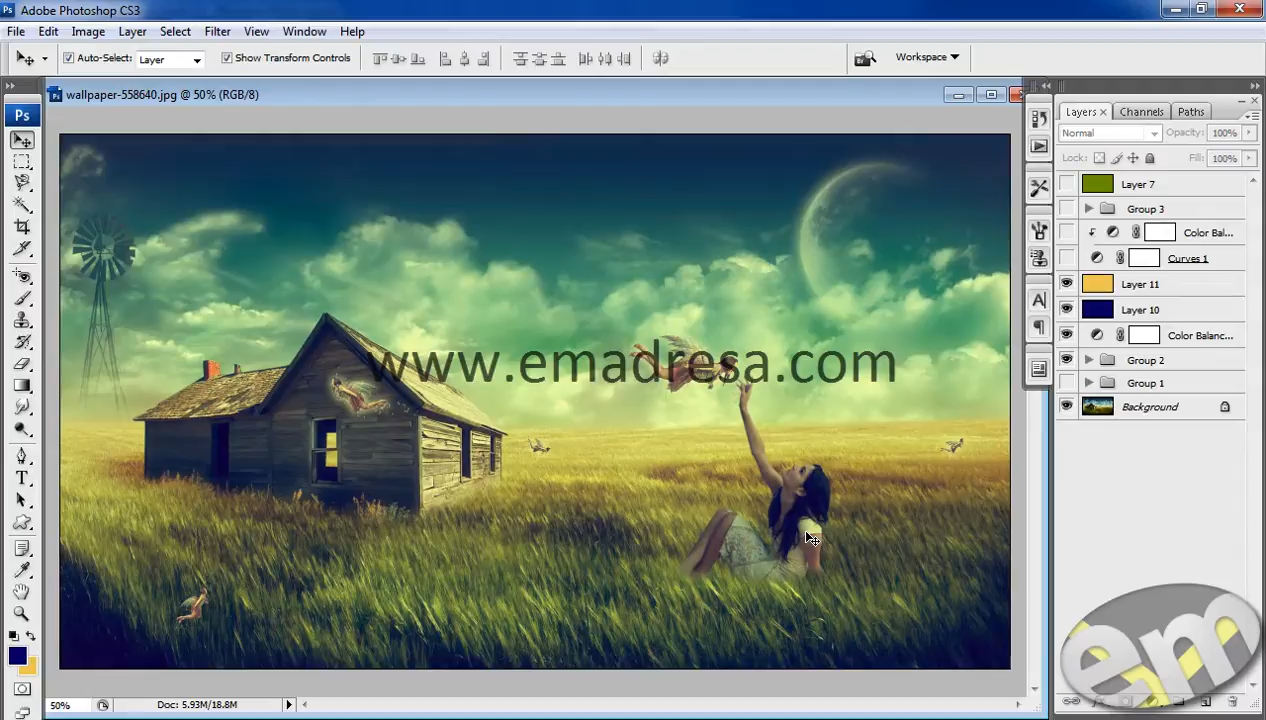 Ps Adobe Photoshop CS3
File Edit Image Layer Select Filter View Window Help
Auto-Select: Layer Show Transform Controls Workspace
wallpaper-558640.jpg @ 50% (RGB/8)
Ps
Layers × Channels Paths
Normal Opacity: 100%
Lock: Fill: 100%
Layer 7
Group 3
Color Bal...
Curves 1
Layer 11
Layer 10
Color Balanc...
Group 2
Group 1
Background
www.emadresa.com
50% Doc: 5.93M/18.8M
em